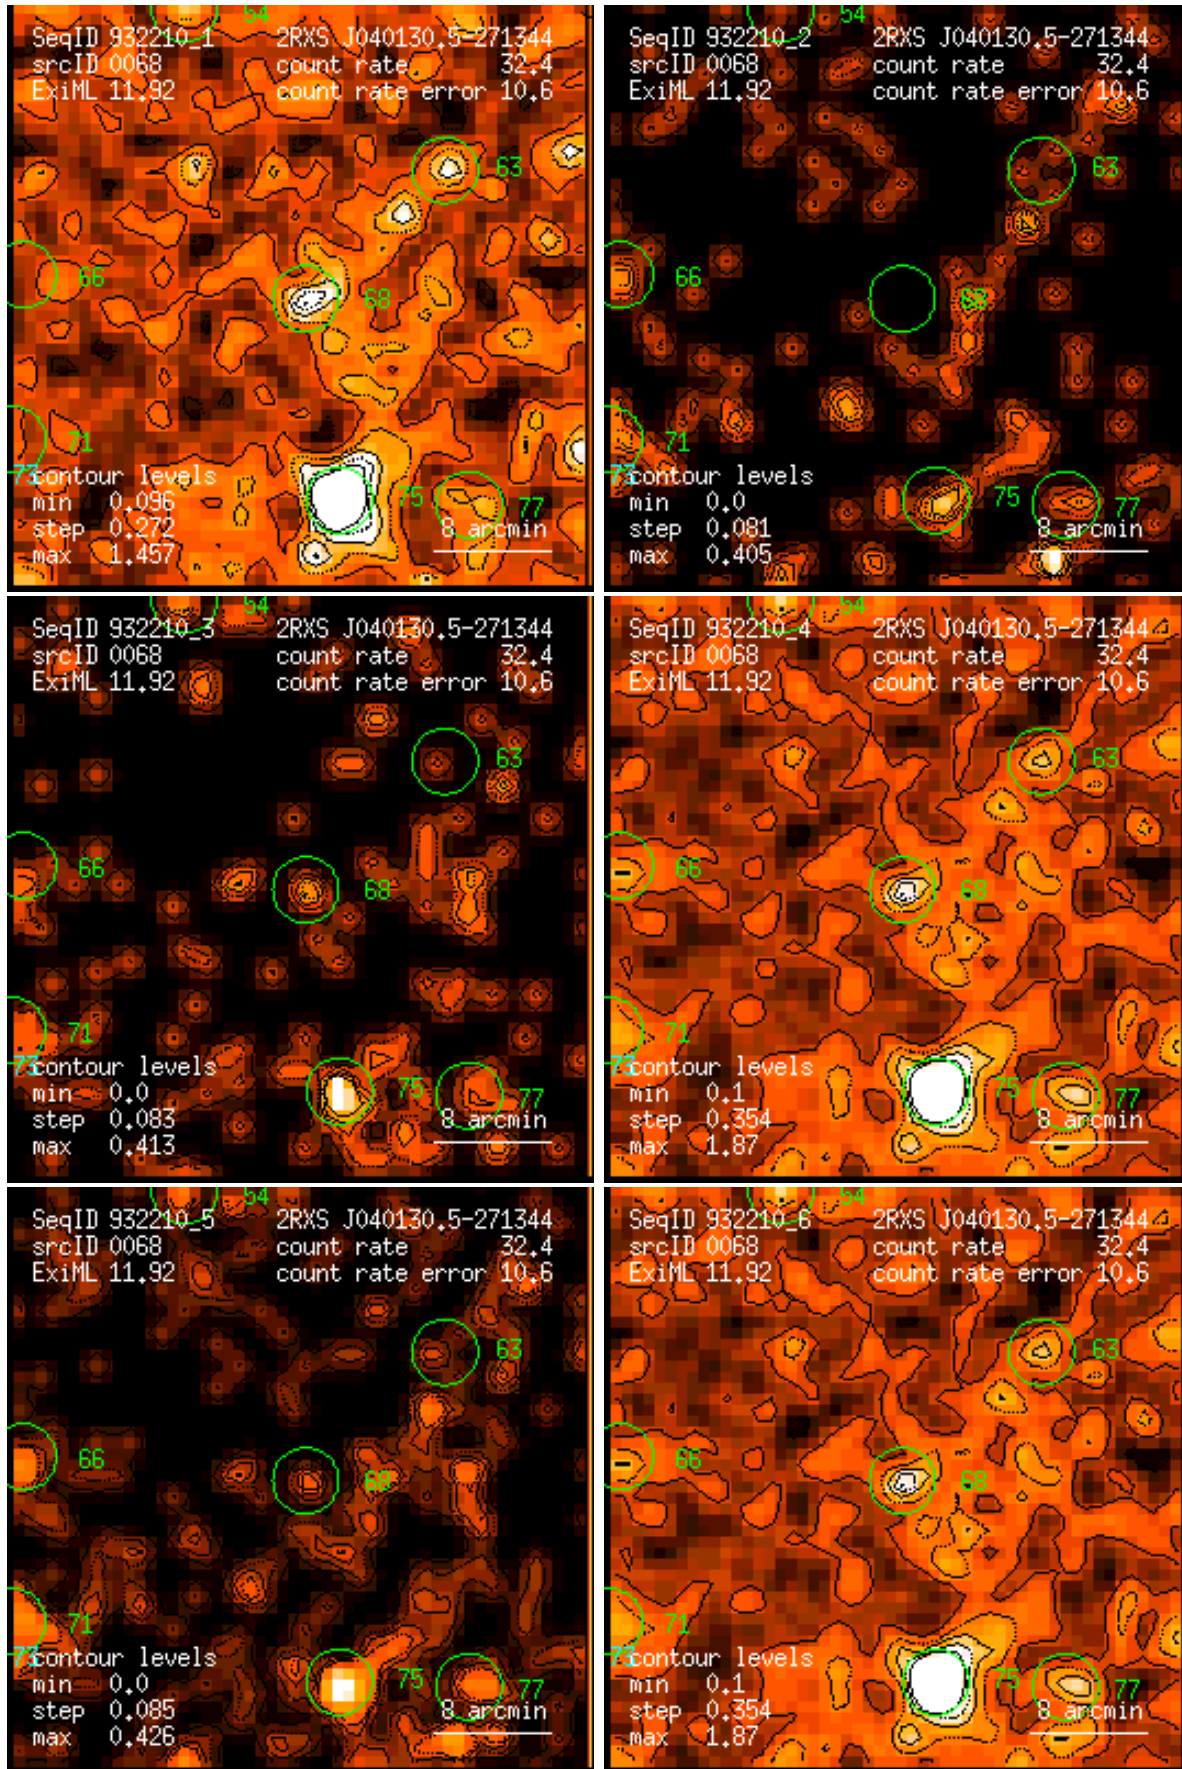 54
SeqID 932210_1 2RXS J040130.5-271344
srcID 0068 count rate 32.4
ExiML 11.92 count rate error 10.6
63
66
68
71
73
contour levels
75
77
min 0.096
step 0.272
max 1.457
8 arcmin
54
SeqID 932210_2 2RXS J040130.5-271344
srcID 0068 count rate 32.4
ExiML 11.92 count rate error 10.6
63
66
68
71
73
contour levels
75
77
min 0.0
step 0.081
max 0.405
8 arcmin
54
SeqID 932210_3 2RXS J040130.5-271344
srcID 0068 count rate 32.4
ExiML 11.92 count rate error 10.6
63
66
68
71
73
contour levels
75
77
min 0.0
step 0.083
max 0.413
8 arcmin
54
SeqID 932210_4 2RXS J040130.5-271344
srcID 0068 count rate 32.4
ExiML 11.92 count rate error 10.6
63
66
68
71
73
contour levels
75
77
min 0.1
step 0.354
max 1.87
8 arcmin
54
SeqID 932210_5 2RXS J040130.5-271344
srcID 0068 count rate 32.4
ExiML 11.92 count rate error 10.6
63
66
68
71
73
contour levels
75
77
min 0.0
step 0.085
max 0.426
8 arcmin
54
SeqID 932210_6 2RXS J040130.5-271344
srcID 0068 count rate 32.4
ExiML 11.92 count rate error 10.6
63
66
68
71
73
contour levels
75
77
min 0.1
step 0.354
max 1.87
8 arcmin